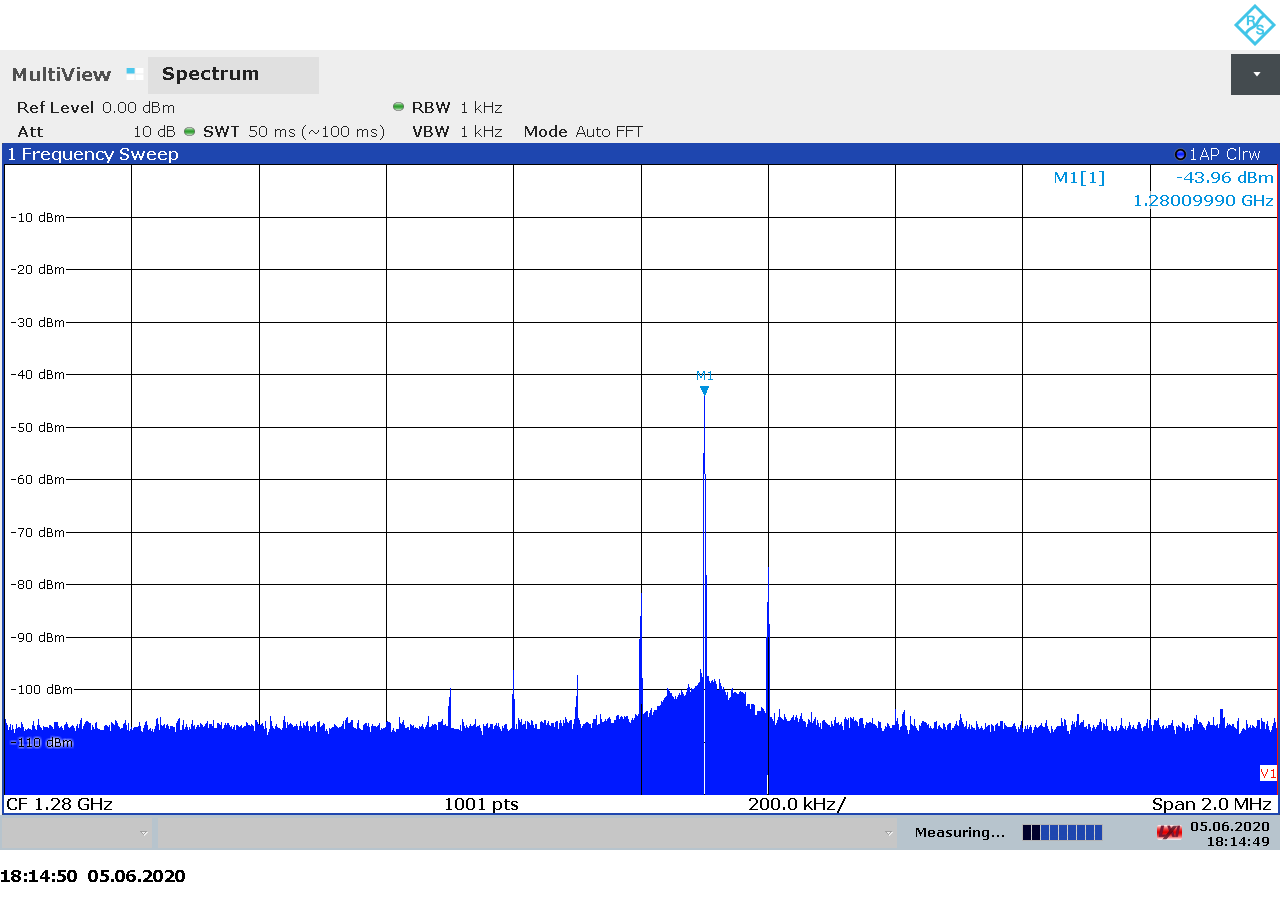 R/S
MultiView Spectrum
Ref Level 0.00 dBm RBW 1 kHz
Att 10 dB SWT 50 ms (~100 ms) VBW 1 kHz Mode Auto FFT
1 Frequency Sweep 1AP Clrw
M1[1] -43.96 dBm
1.28009990 GHz
-10 dBm
-20 dBm
-30 dBm
-40 dBm
M1
-50 dBm
-60 dBm
-70 dBm
-80 dBm
-90 dBm
-100 dBm
-110 dBm
V1
CF 1.28 GHz 1001 pts 200.0 kHz/ Span 2.0 MHz
Measuring... LXI 05.06.2020
18:14:49
18:14:50 05.06.2020